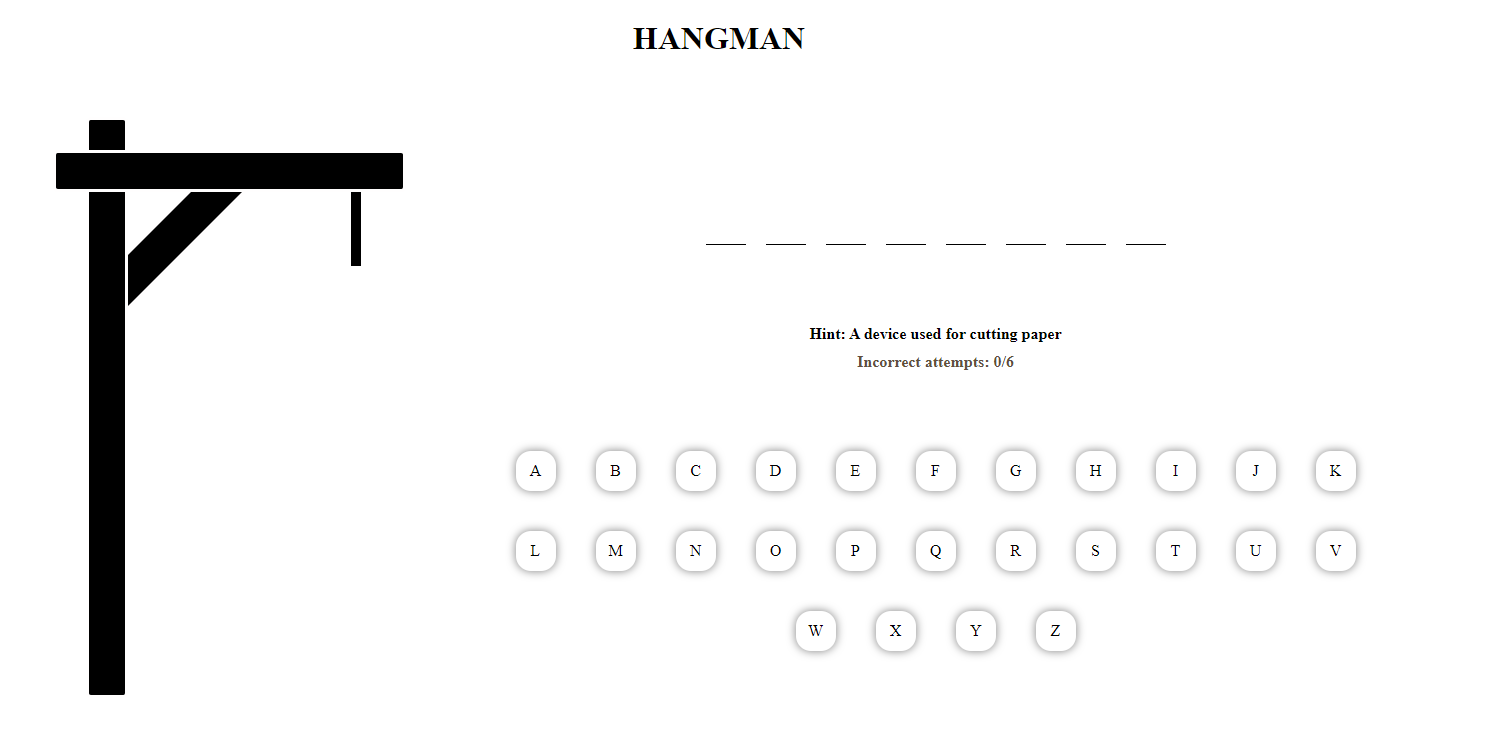 HANGMAN
Hint: A device used for cutting paper
Incorrect attempts: 0/6
A B C D E F G H I J K
L M N O P Q R S T U V
W X Y Z